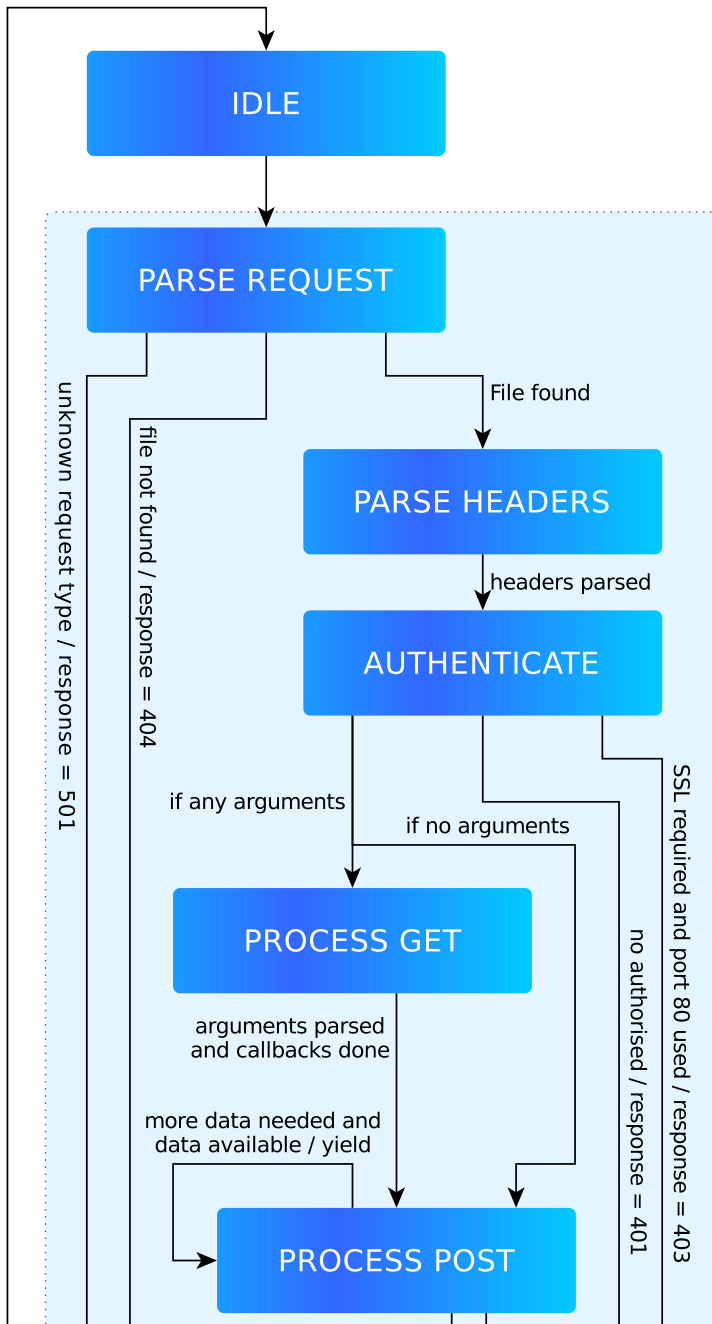 IDLE
PARSE REQUEST
File found
unknown request type / response = 501
file not found / response = 404
PARSE HEADERS
headers parsed
AUTHENTICATE
SSL required and port 80 used / response = 403
if any arguments
if no arguments
PROCESS GET
no authorised / response = 401
arguments parsed
and callbacks done
more data needed and
data available / yield
PROCESS POST